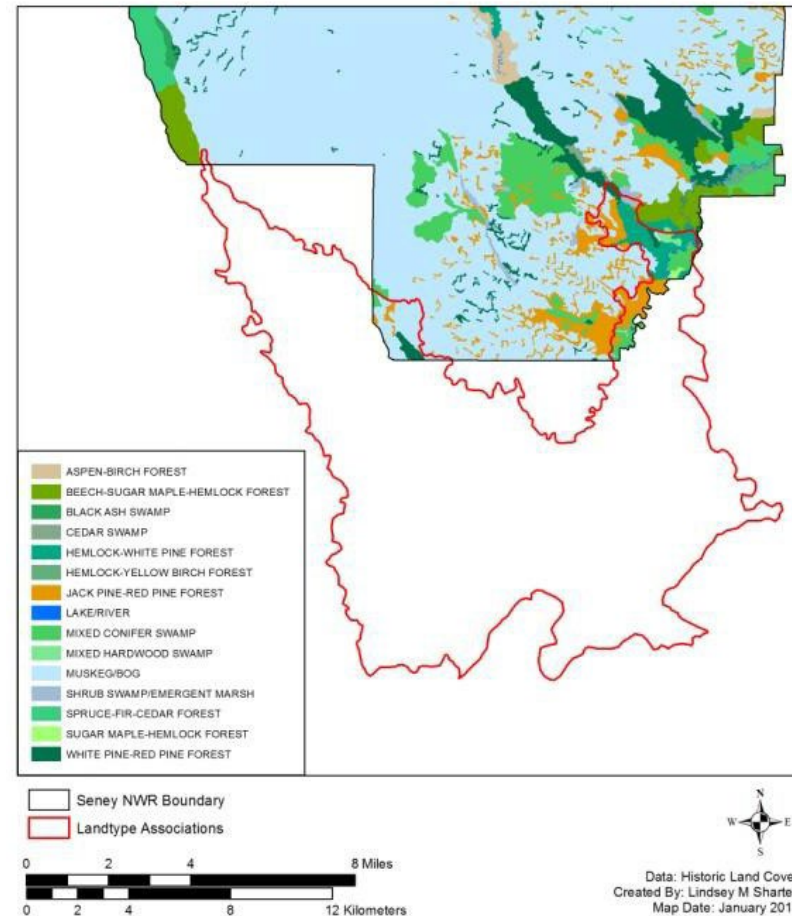 ASPEN-BIRCH FOREST
BEECH-SUGAR MAPLE-HEMLOCK FOREST
BLACK ASH SWAMP
CEDAR SWAMP
HEMLOCK-WHITE PINE FOREST
HEMLOCK-YELLOW BIRCH FOREST
JACK PINE-RED PINE FOREST
LAKE/RIVER
MIXED CONIFER SWAMP
MIXED HARDWOOD SWAMP
MUSKEG/BOG
SHRUB SWAMP/EMERGENT MARSH
SPRUCE-FIR-CEDAR FOREST
SUGAR MAPLE-HEMLOCK FOREST
WHITE PINE-RED PINE FOREST
Seney NWR Boundary
Landtype Associations
0 2 4 8 Miles
0 2 4 8 12 Kilometers
N
W E
S
Data: Historic Land Cove
Created By: Lindsey M Sharte
Map Date: January 201